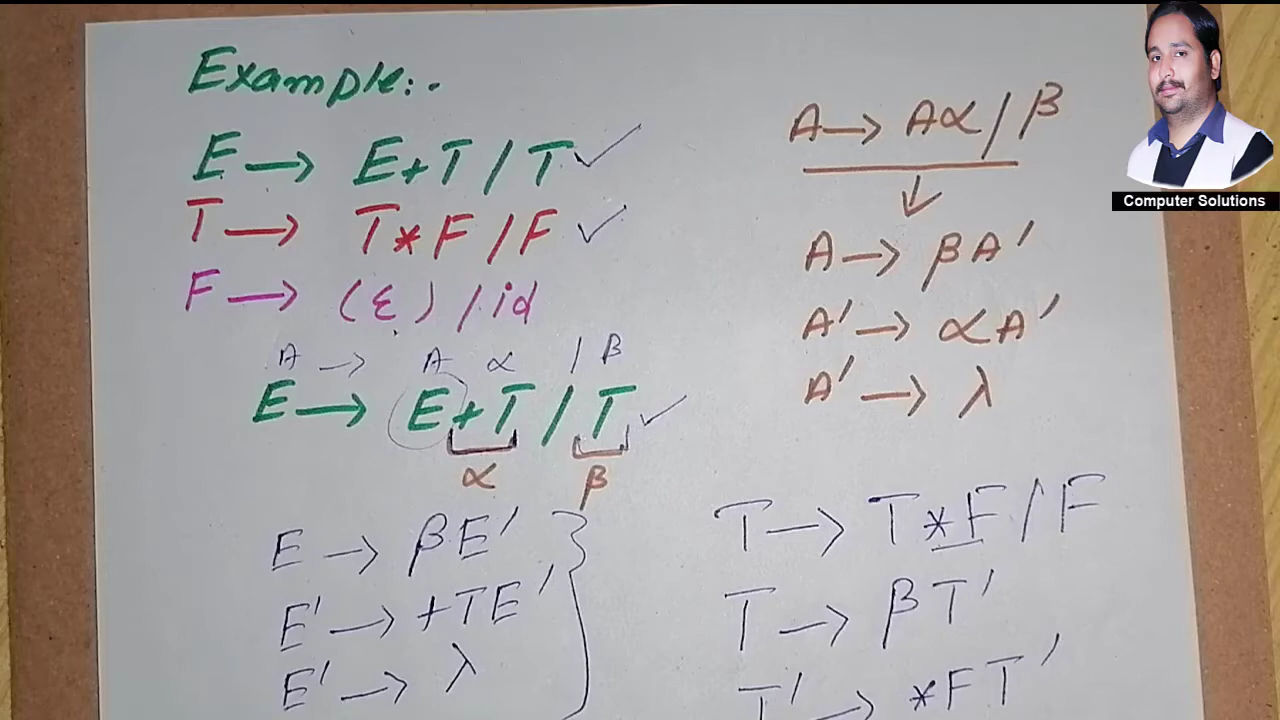 Example:-
E → E+T / T ✓
T → T*F / F ✓
F → (ε) / id
A → A α / β
E → E+T / T ✓
α β
E → βE'
E' → +TE'
E' → λ
A → Aα / β
↓
A → βA'
A' → αA'
A' → λ
T → T*F / F
T → βT'
T' → *FT'
Computer Solutions